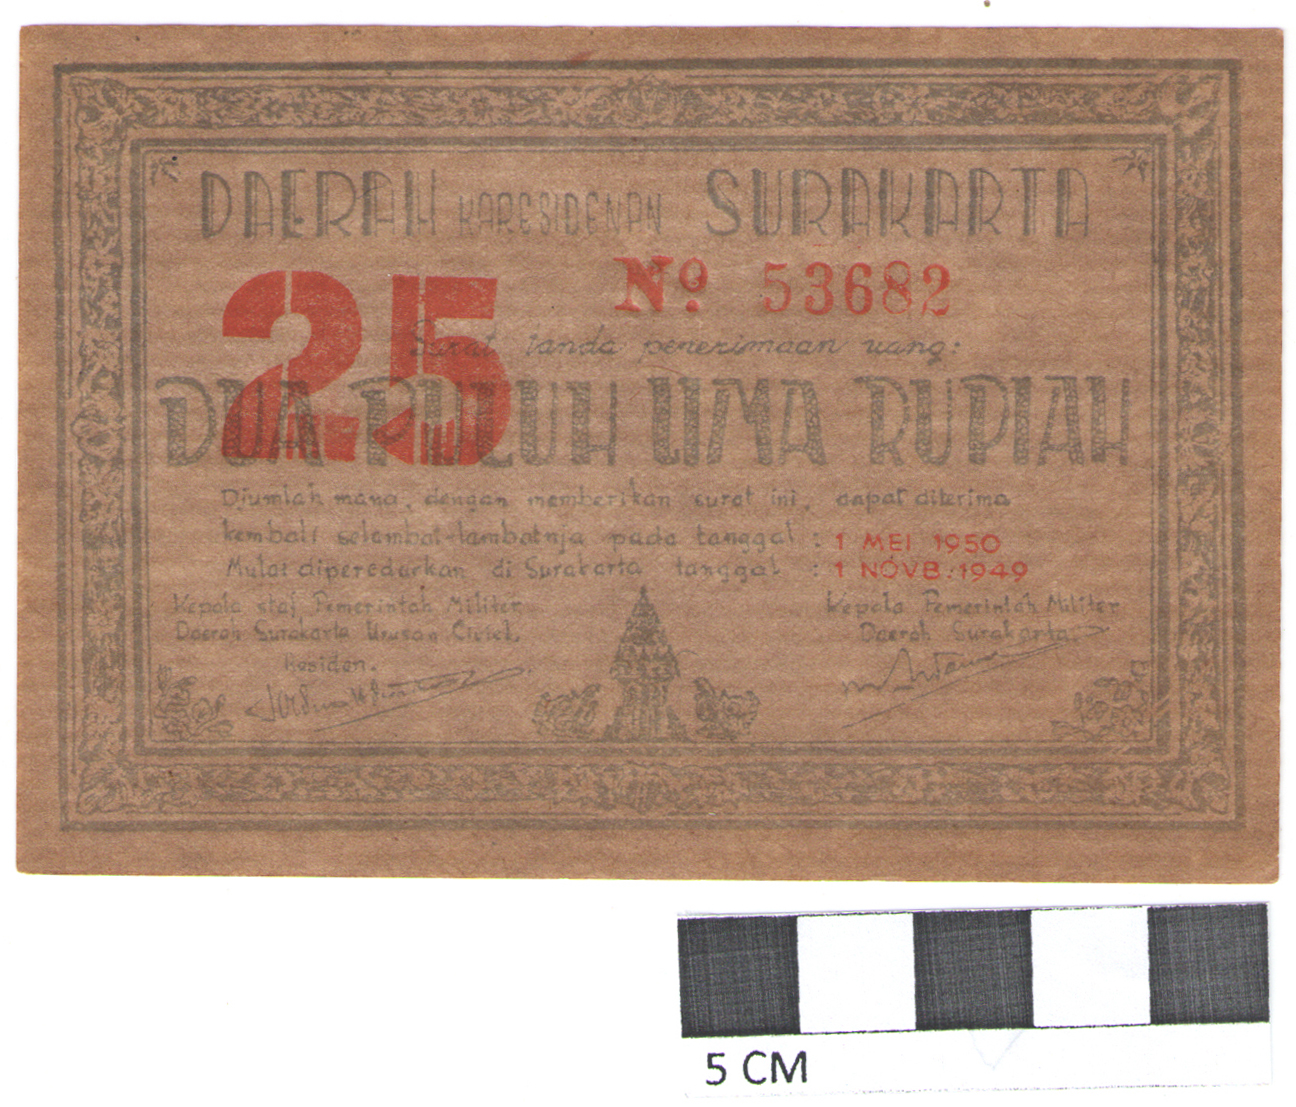 DAERAH KARESIDENAN SURAKARTA
25
No. 53682
Surat tanda penerimaan uang:
DUA PULUH LIMA RUPIAH
Djumlah mana, dengan memberikan surat ini, dapat diterima
kembali selambat-lambatnja pada tanggal : 1 MEI 1950
Mulai diperedarkan di Surakarta tanggal : 1 NOVB. 1949
Kepala staf Pemerintah Militer
Daerah Surakarta Urusan Civiel,
Residen.
Kepala Pemerintah Militer
Daerah Surakarta.
5 CM